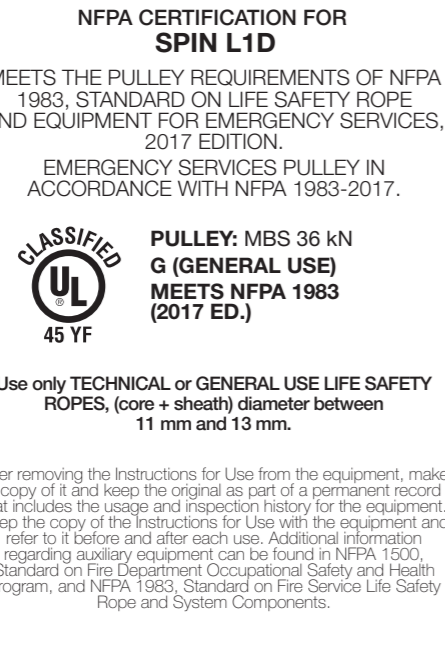 NFPA CERTIFICATION FOR
SPIN L1D
MEETS THE PULLEY REQUIREMENTS OF NFPA
1983, STANDARD ON LIFE SAFETY ROPE
ND EQUIPMENT FOR EMERGENCY SERVICES,
2017 EDITION.
EMERGENCY SERVICES PULLEY IN
ACCORDANCE WITH NFPA 1983-2017.
CLASSIFIED
UL
®
45 YF
PULLEY: MBS 36 kN
G (GENERAL USE)
MEETS NFPA 1983
(2017 ED.)
Use only TECHNICAL or GENERAL USE LIFE SAFETY
ROPES, (core + sheath) diameter between
11 mm and 13 mm.
er removing the Instructions for Use from the equipment, make
copy of it and keep the original as part of a permanent record
at includes the usage and inspection history for the equipment.
ep the copy of the Instructions for Use with the equipment and
refer to it before and after each use. Additional information
regarding auxiliary equipment can be found in NFPA 1500,
Standard on Fire Department Occupational Safety and Health
rogram, and NFPA 1983, Standard on Fire Service Life Safety
Rope and System Components.